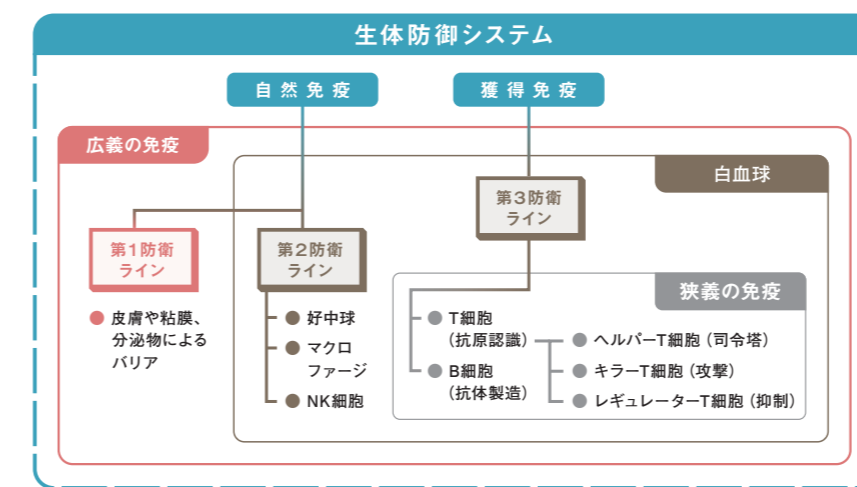 生体防御システム
自然免疫
獲得免疫
広義の免疫
白血球
第1防衛
ライン
第2防衛
ライン
第3防衛
ライン
狭義の免疫
● 皮膚や粘膜、
分泌物による
バリア
● 好中球
● マクロ
ファージ
● NK細胞
● T細胞
(抗原認識)
● B細胞
(抗体製造)
● ヘルパーT細胞(司令塔)
● キラーT細胞(攻撃)
● レギュレーターT細胞(抑制)